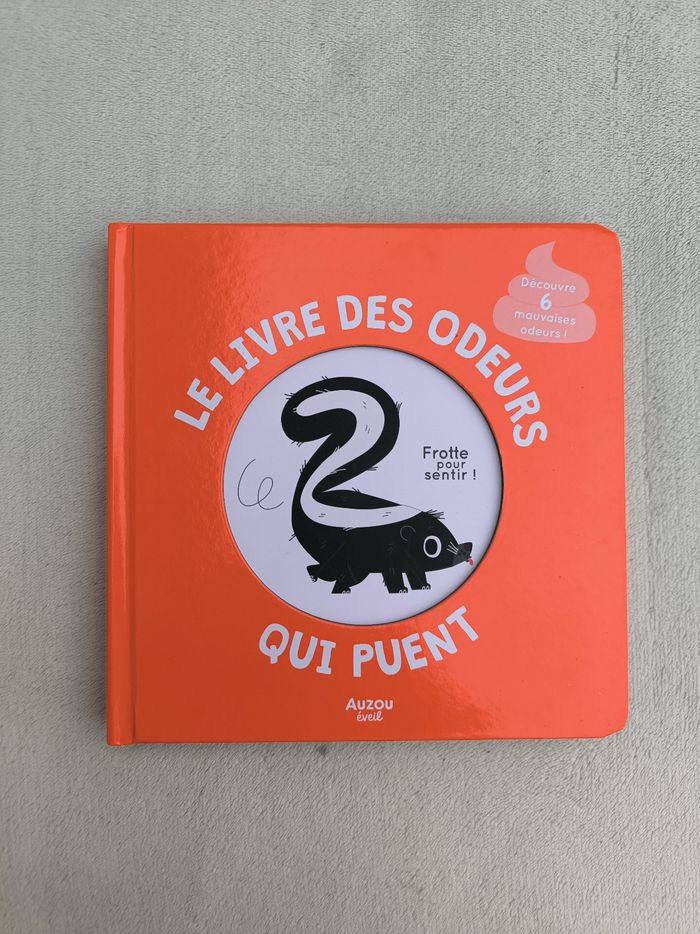 LE LIVRE DES ODEURS
QUI PUENT
Découvre
6
mauvaises
odeurs !
Frotte
pour
sentir !
AUZOU
éveil